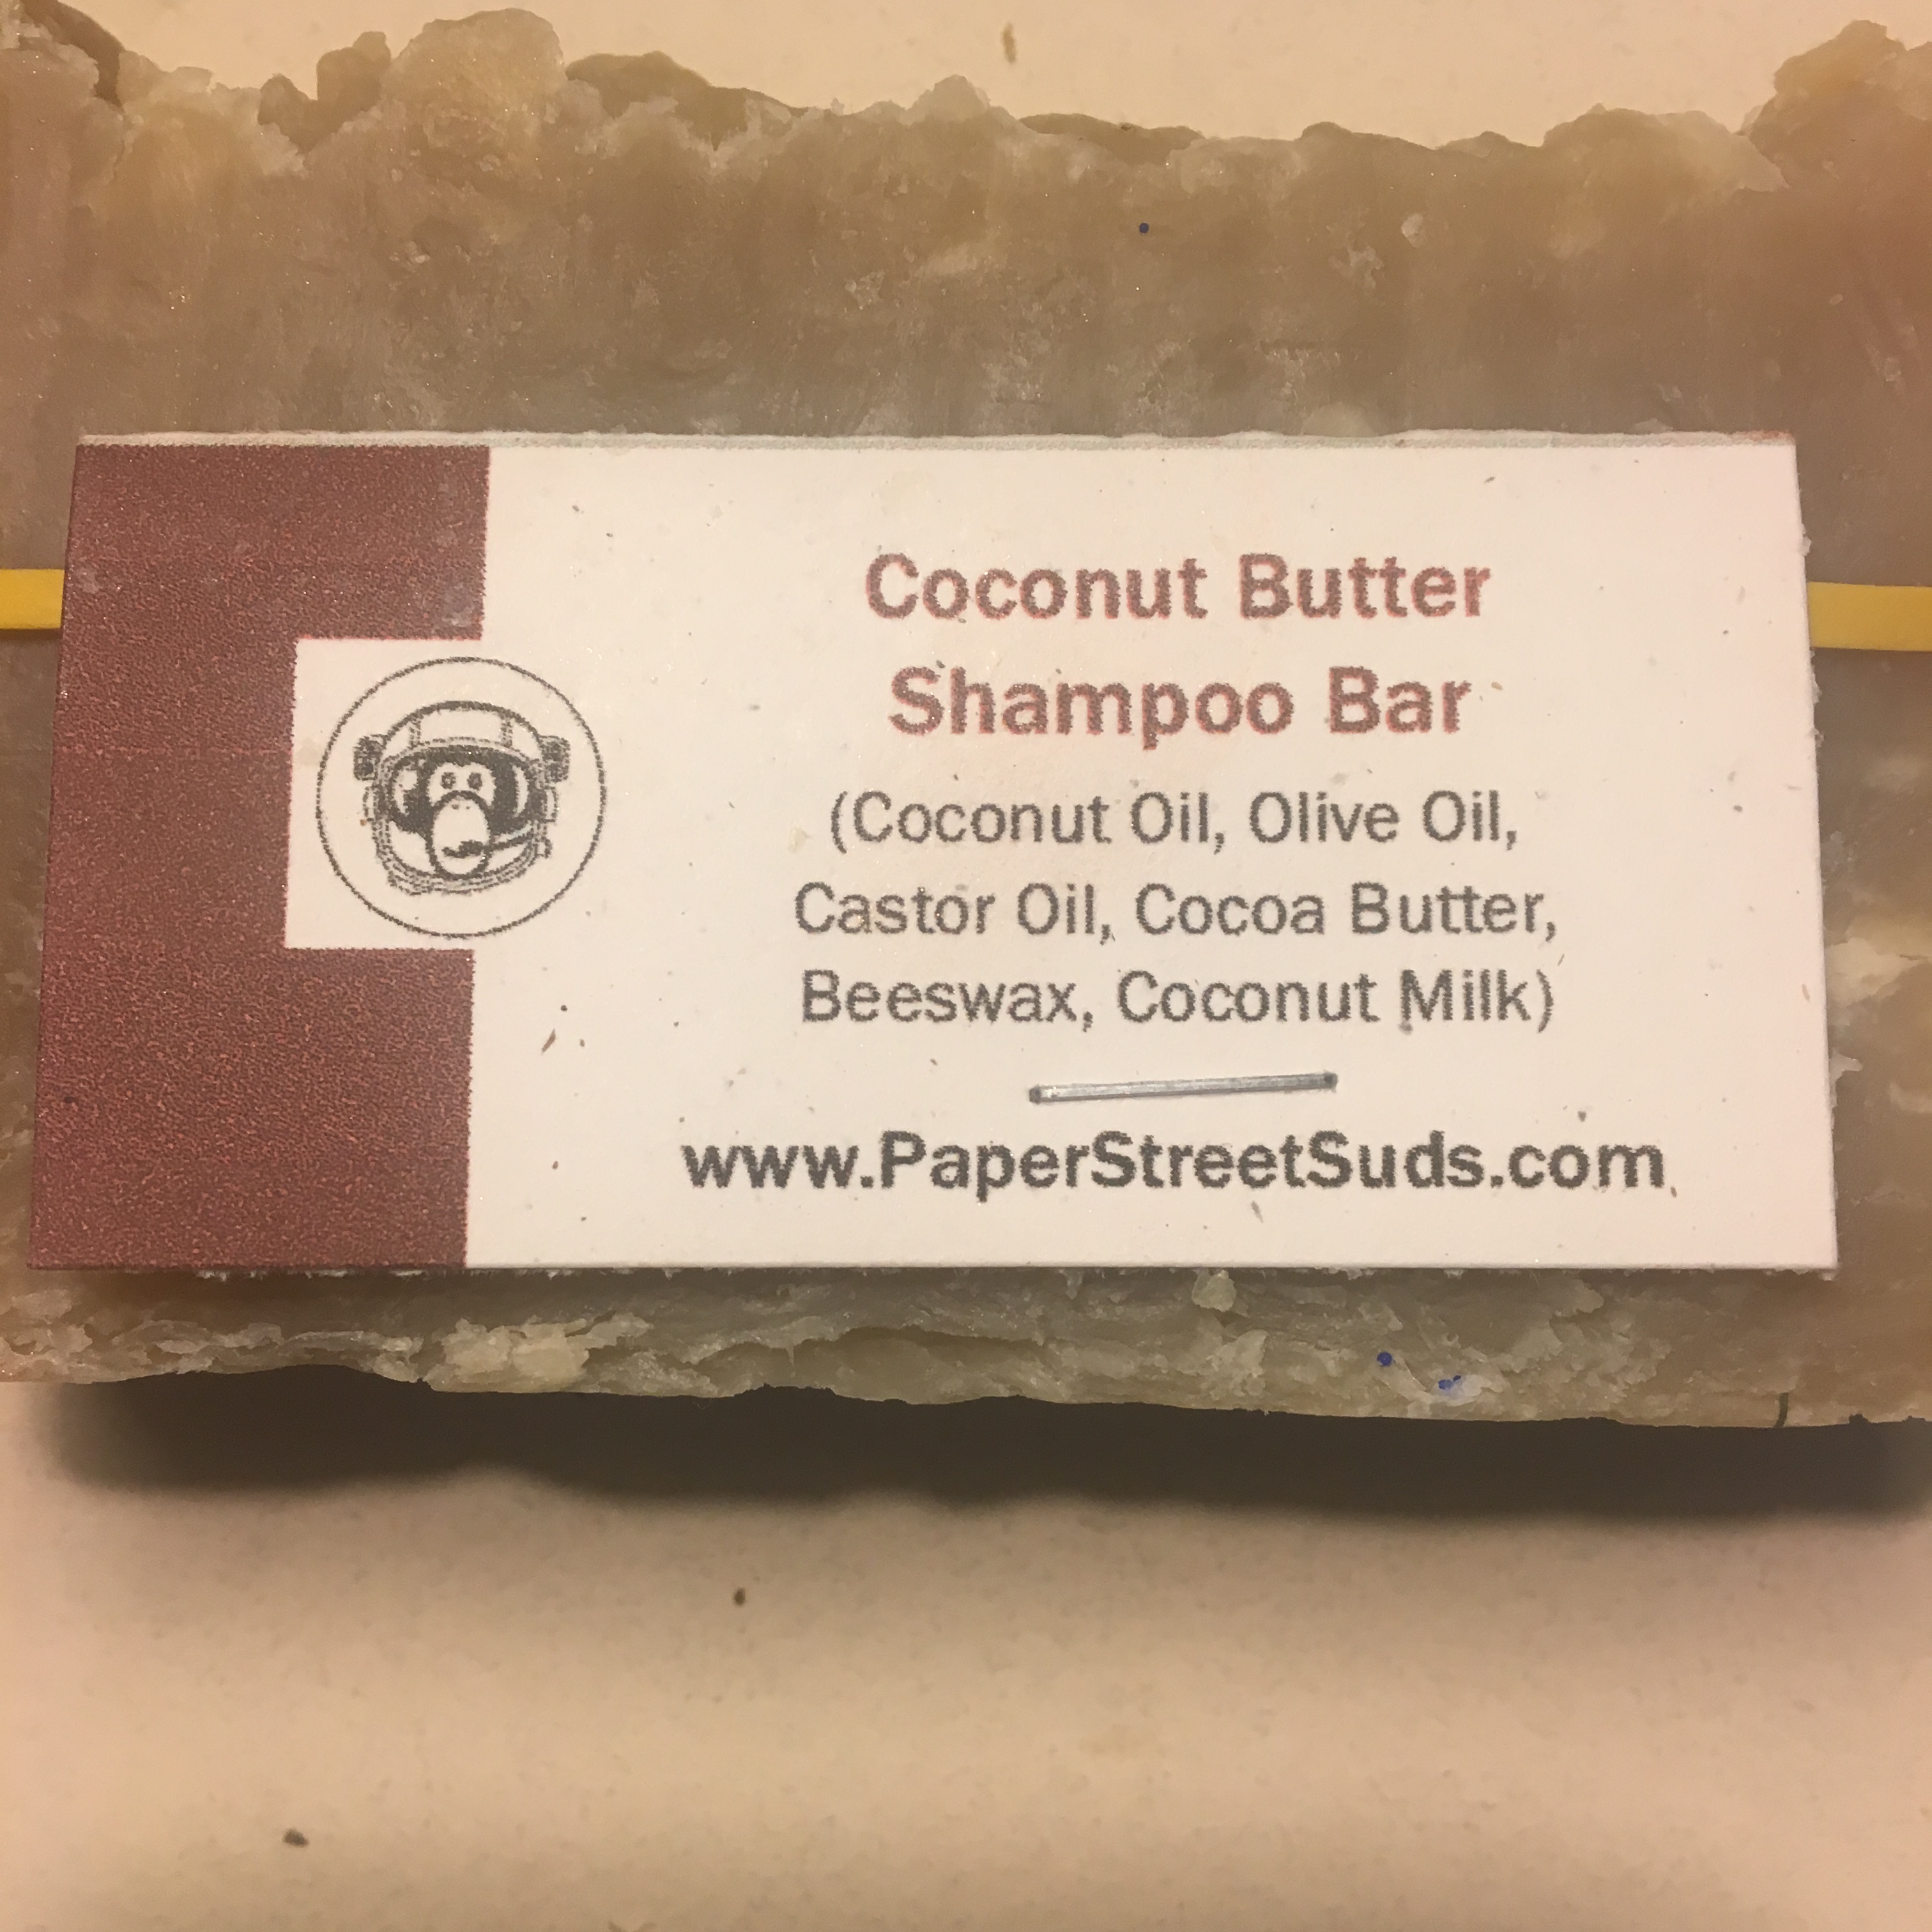 Coconut Butter
Shampoo Bar
(Coconut Oil, Olive Oil,
Castor Oil, Cocoa Butter,
Beeswax, Coconut Milk)
www.PaperStreetSuds.com